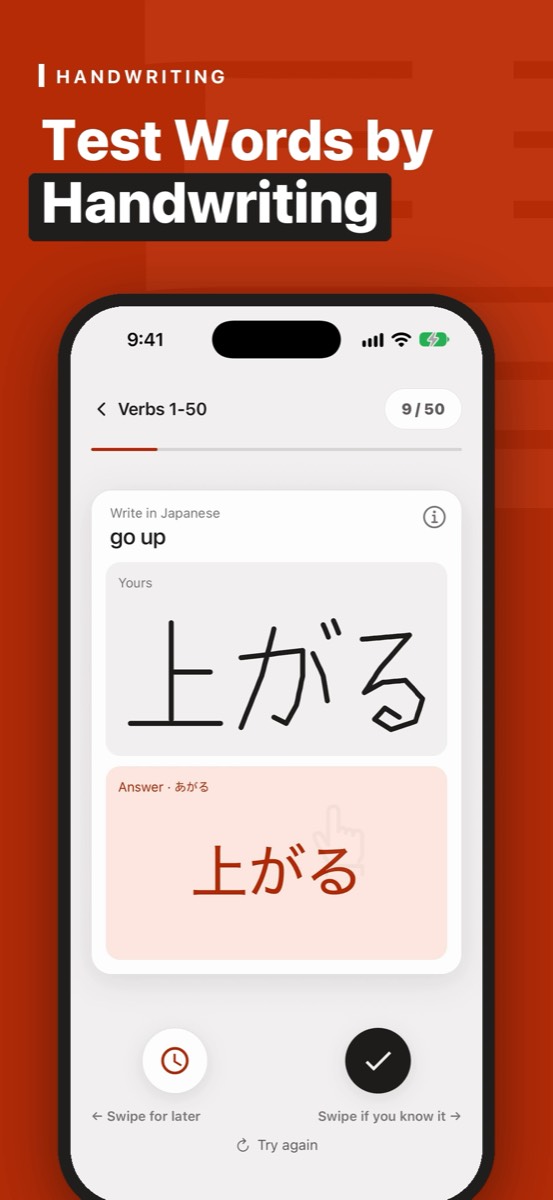 HANDWRITING
Test Words by
Handwriting
9:41
Verbs 1-50
9 / 50
Write in Japanese
go up
Yours
上がる
Answer · あがる
上がる
← Swipe for later
Swipe if you know it →
Try again